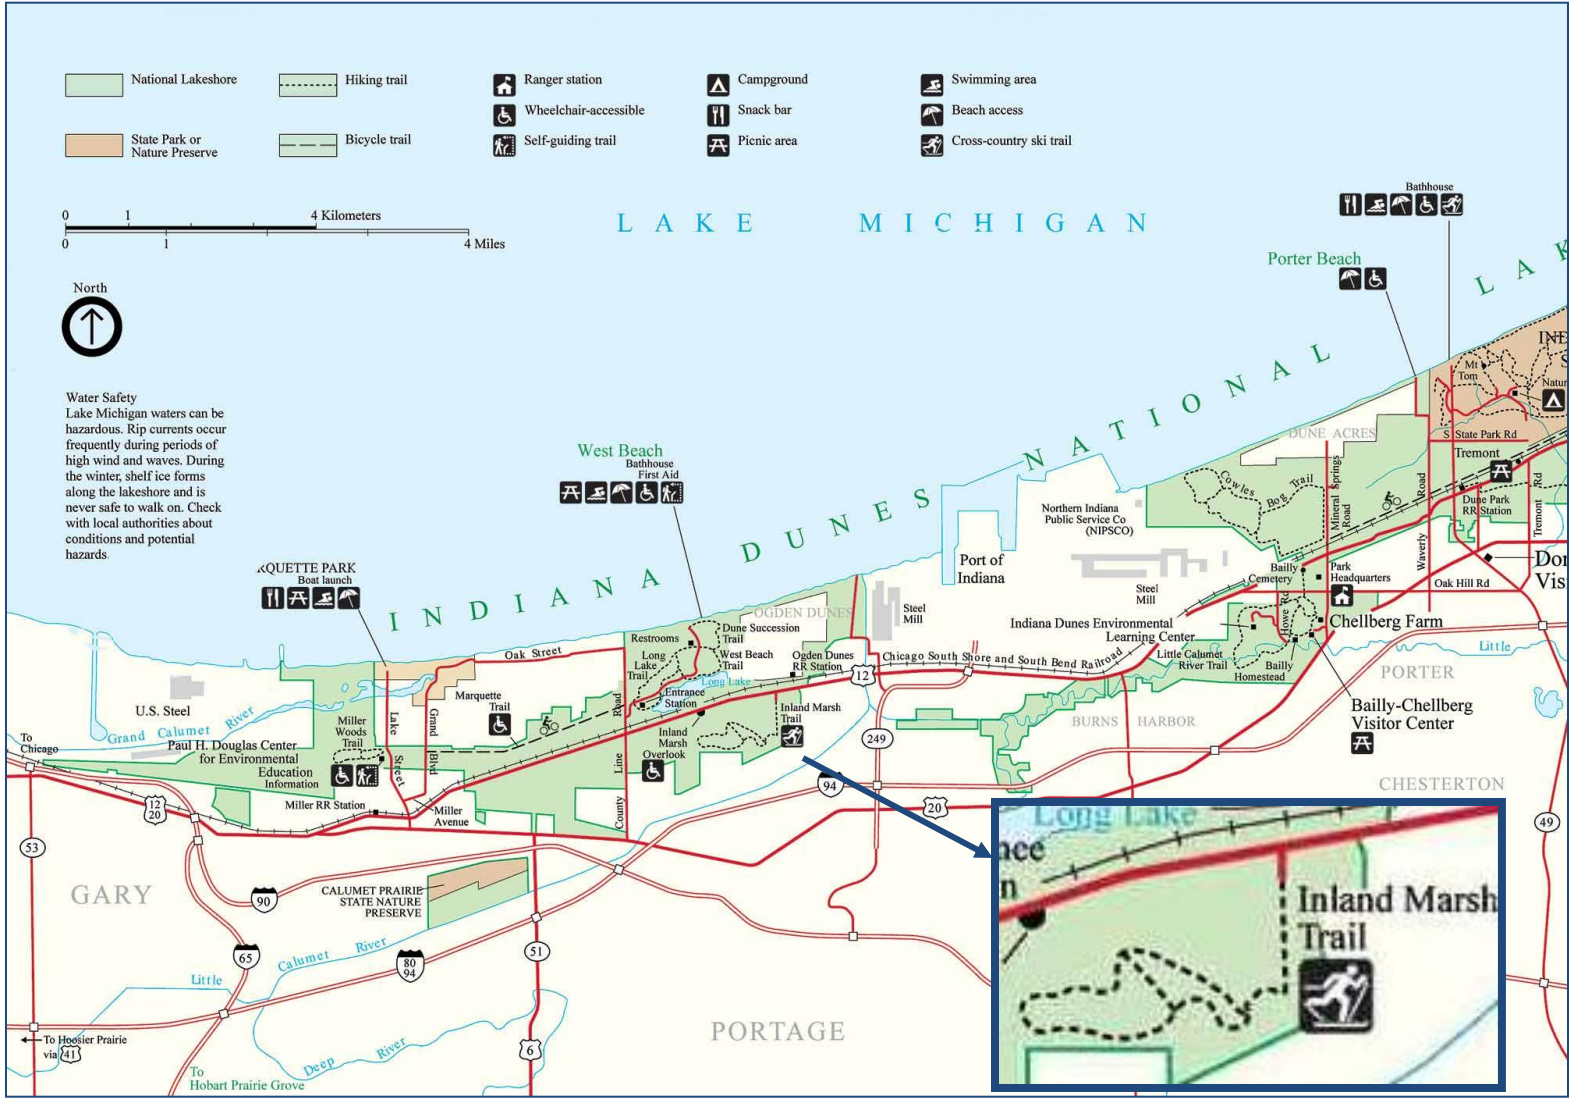 National Lakeshore
State Park or
Nature Preserve
Hiking trail
Bicycle trail
Ranger station
Wheelchair-accessible
Self-guiding trail
Campground
Snack bar
Picnic area
Swimming area
Beach access
Cross-country ski trail
0 1 4 Kilometers
0 1 4 Miles
North
LAKE MICHIGAN
Water Safety
Lake Michigan waters can be
hazardous. Rip currents occur
frequently during periods of
high wind and waves. During
the winter, shelf ice forms
along the lakeshore and is
never safe to walk on. Check
with local authorities about
conditions and potential
hazards.
INDIANA DUNES NATIONAL LAK
Bathhouse
Porter Beach
West Beach
Bathhouse
First Aid
QUETTE PARK
Boat launch
IND
S
Mt
Tom
Natur
DUNE ACRES
S. State Park Rd
Tremont
Cowles Bog Trail
Mineral Springs
Road
Waverly Road
Dune Park
RR Station
Tremont Rd
Northern Indiana
Public Service Co
(NIPSCO)
Port of
Indiana
Steel
Mill
Bailly
Cemetery
Park
Headquarters
Oak Hill Rd
Dor
Vis
Howe Rd
Chellberg Farm
Steel
Mill
Indiana Dunes Environmental
Learning Center
Little Calumet
River Trail
Bailly
Homestead
Little
PORTER
Bailly-Chellberg
Visitor Center
CHESTERTON
BURNS HARBOR
OGDEN DUNES
Dune Succession
Trail
Restrooms
Long
Lake
Trail
West Beach
Trail
Ogden Dunes
RR Station
Long Lake
Entrance
Station
12
Chicago South Shore and South Bend Railroad
Oak Street
Marquette
Trail
County Line Road
Inland
Marsh
Overlook
Inland Marsh
Trail
249
94
20
49
U.S. Steel
Grand Calumet River
To
Chicago
Paul H. Douglas Center
for Environmental
Education
Information
Miller
Woods
Trail
Lake Street
Grand Blvd
Miller RR Station
Miller
Avenue
12
20
53
GARY
90
65
CALUMET PRAIRIE
STATE NATURE
PRESERVE
Little Calumet River
80
94
51
6
Deep River
To Hoosier Prairie
via 41
To
Hobart Prairie Grove
PORTAGE
Long Lake
nce
n
Inland Marsh
Trail